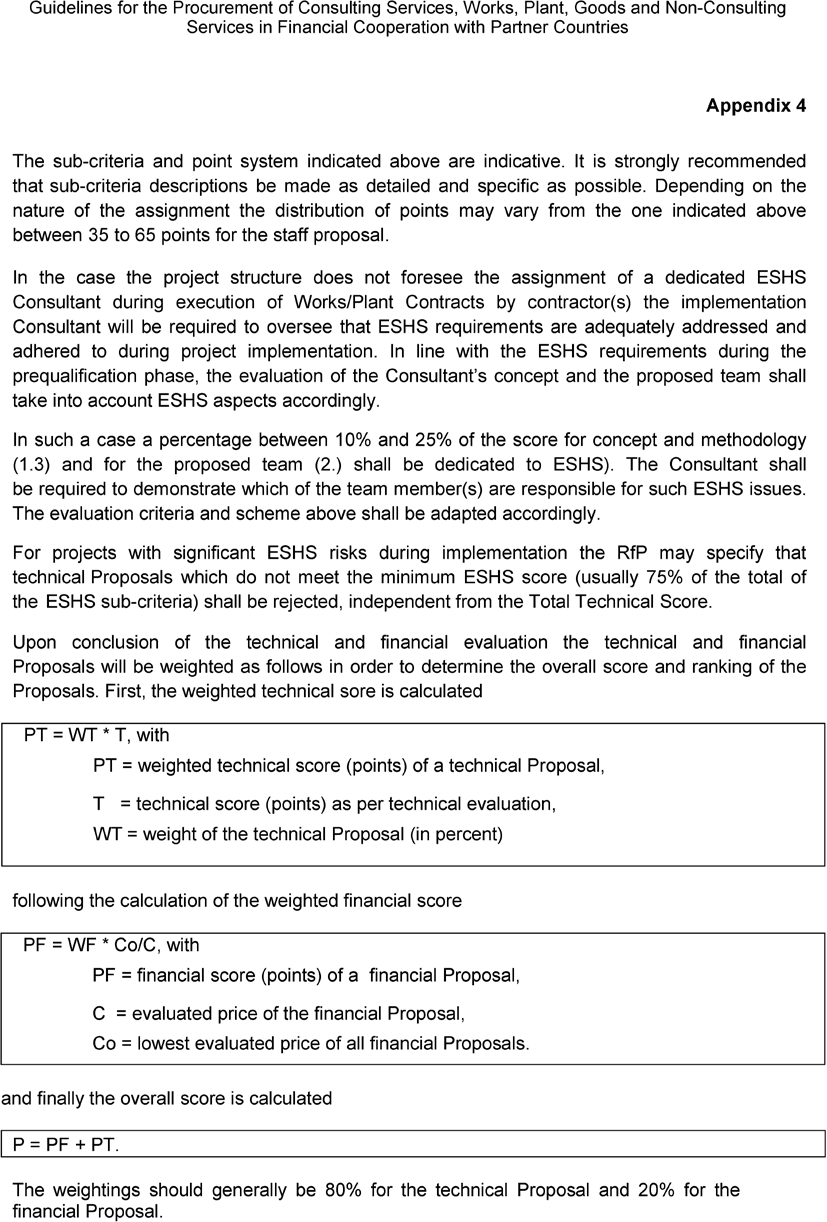 Guidelines for the Procurement of Consulting Services, Works, Plant, Goods and Non-Consulting
Services in Financial Cooperation with Partner Countries
Appendix 4
The sub-criteria and point system indicated above are indicative. It is strongly recommended
that sub-criteria descriptions be made as detailed and specific as possible. Depending on the
nature of the assignment the distribution of points may vary from the one indicated above
between 35 to 65 points for the staff proposal.
In the case the project structure does not foresee the assignment of a dedicated ESHS
Consultant during execution of Works/Plant Contracts by contractor(s) the implementation
Consultant will be required to oversee that ESHS requirements are adequately addressed and
adhered to during project implementation. In line with the ESHS requirements during the
prequalification phase, the evaluation of the Consultant's concept and the proposed team shall
take into account ESHS aspects accordingly.
In such a case a percentage between 10% and 25% of the score for concept and methodology
(1.3) and for the proposed team (2.) shall be dedicated to ESHS). The Consultant shall
be required to demonstrate which of the team member(s) are responsible for such ESHS issues.
The evaluation criteria and scheme above shall be adapted accordingly.
For projects with significant ESHS risks during implementation the RfP may specify that
technical Proposals which do not meet the minimum ESHS score (usually 75% of the total of
the ESHS sub-criteria) shall be rejected, independent from the Total Technical Score.
Upon conclusion of the technical and financial evaluation the technical and financial
Proposals will be weighted as follows in order to determine the overall score and ranking of the
Proposals. First, the weighted technical sore is calculated
PT = WT * T, with
PT = weighted technical score (points) of a technical Proposal,
T = technical score (points) as per technical evaluation,
WT = weight of the technical Proposal (in percent)
following the calculation of the weighted financial score
PF = WF * Co/C, with
PF = financial score (points) of a financial Proposal,
C = evaluated price of the financial Proposal,
Co = lowest evaluated price of all financial Proposals.
and finally the overall score is calculated
P = PF + PT.
The weightings should generally be 80% for the technical Proposal and 20% for the
financial Proposal.